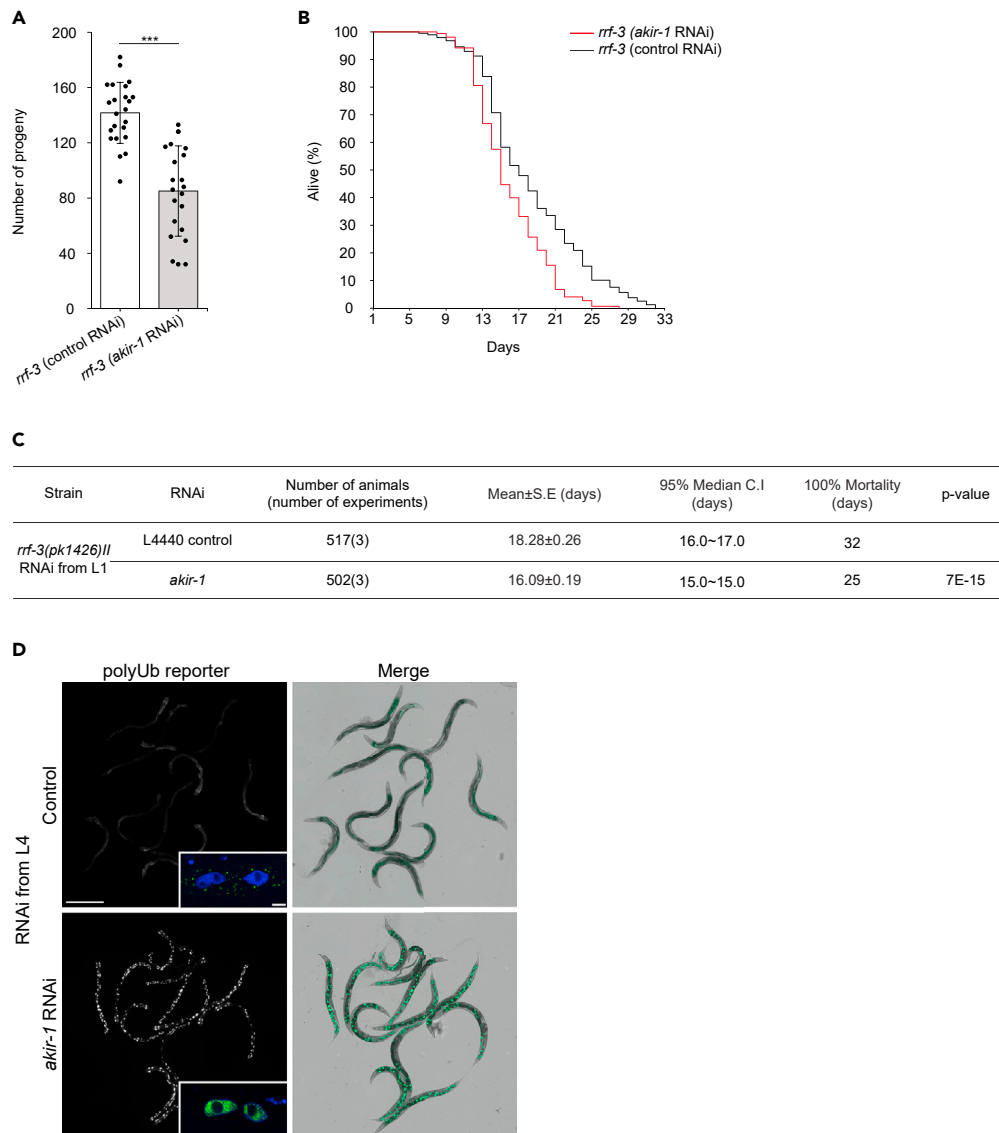 A
200
160
120
80
40
0
Number of progeny
***
rrf-3 (control RNAi)
rrf-3 (akir-1 RNAi)
B
100
90
80
70
60
50
40
30
20
10
0
Alive (%)
1 5 9 13 17 21 25 29 33
Days
rrf-3 (akir-1 RNAi)
rrf-3 (control RNAi)
C
Strain RNAi Number of animals (number of experiments) Mean±S.E (days) 95% Median C.I (days) 100% Mortality (days) p-value
rrf-3(pk1426)II RNAi from L1
L4440 control 517(3) 18.28±0.26 16.0~17.0 32
akir-1 502(3) 16.09±0.19 15.0~15.0 25 7E-15
D
polyUb reporter Merge
RNAi from L4
Control
akir-1 RNAi